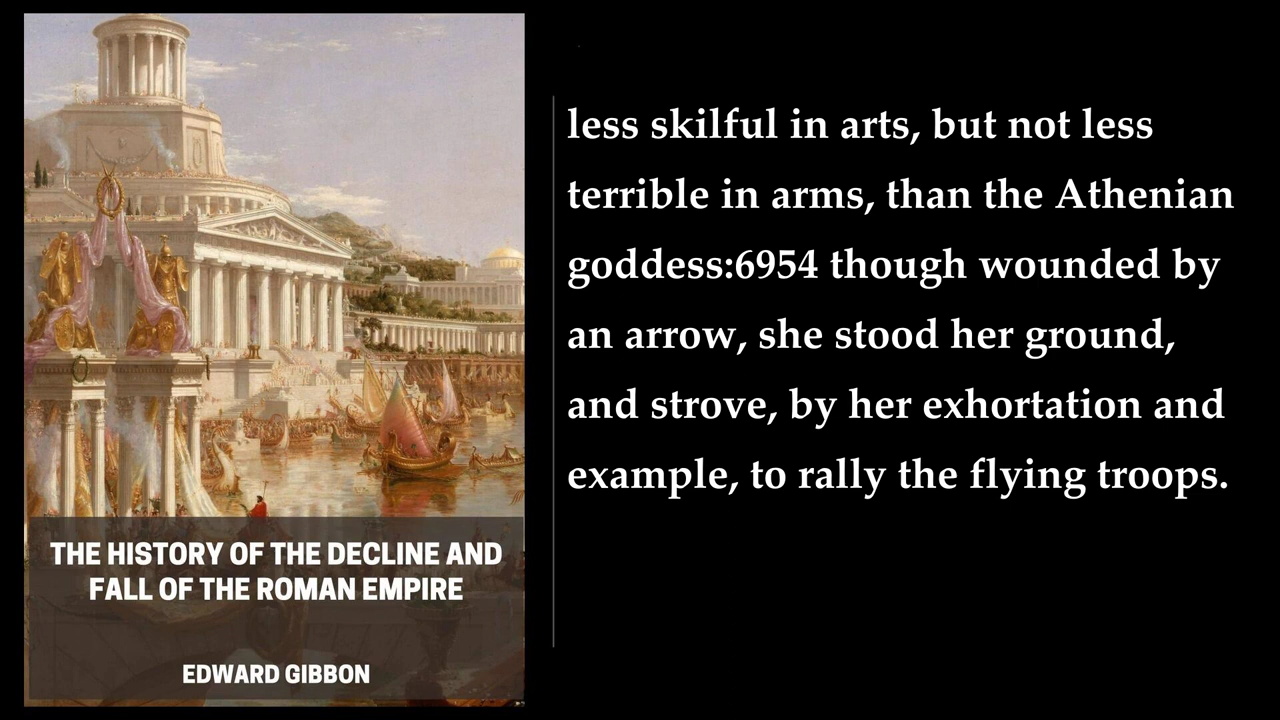 less skilful in arts, but not less
terrible in arms, than the Athenian
goddess:6954 though wounded by
an arrow, she stood her ground,
and strove, by her exhortation and
example, to rally the flying troops.
THE HISTORY OF THE DECLINE AND
FALL OF THE ROMAN EMPIRE
EDWARD GIBBON